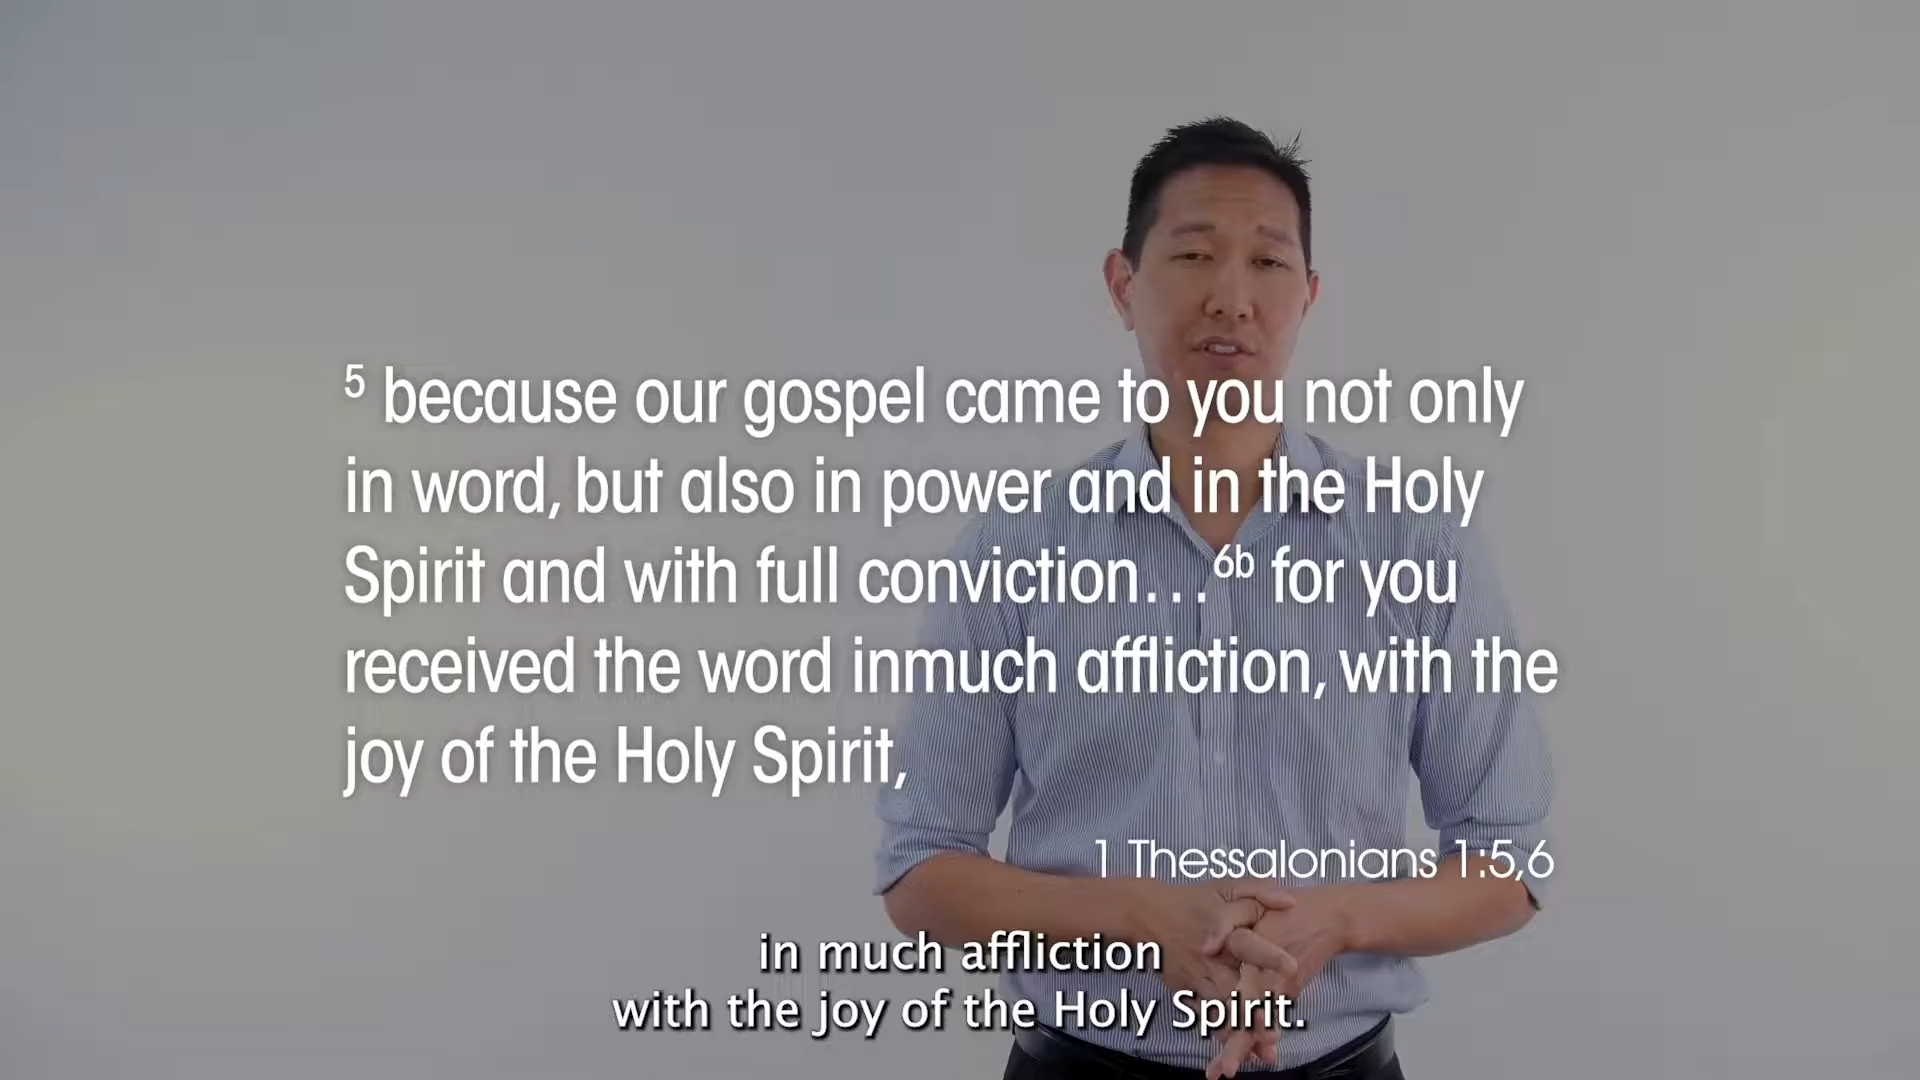 5 because our gospel came to you not only
in word, but also in power and in the Holy
Spirit and with full conviction… 6b for you
received the word inmuch affliction, with the
joy of the Holy Spirit,
1 Thessalonians 1:5,6
in much affliction
with the joy of the Holy Spirit.